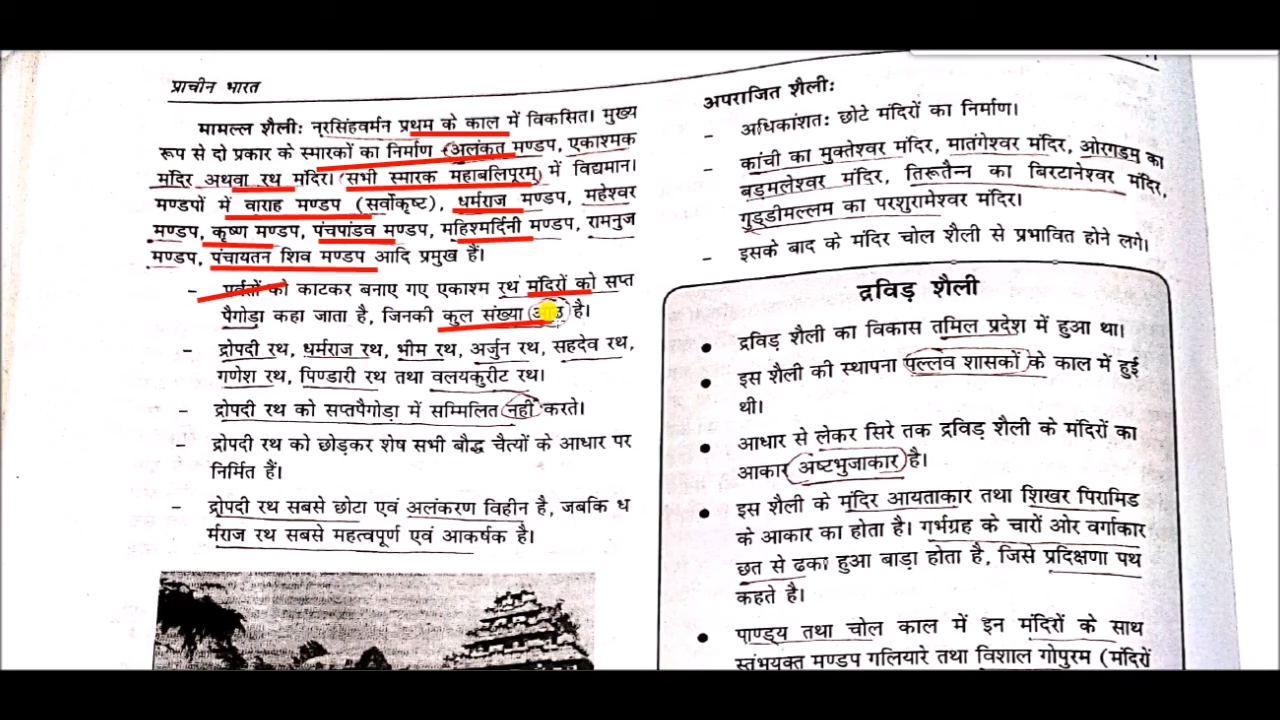 प्राचीन भारत
मामल्ल शैली: नरसिंहवर्मन प्रथम के काल में विकसित। मुख्य
रूप से दो प्रकार के स्मारकों का निर्माण (अलंकत मण्डप, एकाश्मक
मंदिर अथवा रथ मंदिर। (सभी स्मारक महाबलिपूरम्) में विद्यमान।
मण्डपों में वाराह मण्डप (सर्वोकृष्ट), धर्मराज मण्डप, महेश्वर
मण्डप, कृष्ण मण्डप, पंचपांडव मण्डप, महिश्मर्दिनी मण्डप, रामनुज
मण्डप, पंचायतन शिव मण्डप आदि प्रमुख हैं।
- पर्वतों को काटकर बनाए गए एकाश्म रथ मंदिरों को सप्त
पैगोड़ा कहा जाता है, जिनकी कुल संख्या है।
- द्रोपदी रथ, धर्मराज रथ, भीम रथ, अर्जुन रथ, सहदेव रथ,
गणेश रथ, पिण्डारी रथ तथा वलयकुरीट रथ।
- द्रोपदी रथ को सप्तपैगोड़ा में सम्मिलित नहीं करते।
- द्रोपदी रथ को छोड़कर शेष सभी बौद्ध चैत्यों के आधार पर
निर्मित हैं।
- द्रोपदी रथ सबसे छोटा एवं अलंकरण विहीन है, जबकि ध
र्मराज रथ सबसे महत्वपूर्ण एवं आकर्षक है।
अपराजित शैली:
- अधिकांशत: छोटे मंदिरों का निर्माण।
- कांची का मुक्तेश्वर मंदिर, मातंगेश्वर मंदिर, ओरगडम् का
बड़मलेश्वर मंदिर, तिरूतैन्न का बिरटानेश्वर मंदिर,
गुड्डीमल्लम का परशुरामेश्वर मंदिर।
- इसके बाद के मंदिर चोल शैली से प्रभावित होने लगे।
द्रविड़ शैली
• द्रविड़ शैली का विकास तमिल प्रदेश में हुआ था।
• इस शैली की स्थापना पल्लव शासकों के काल में हुई
थी।
• आधार से लेकर सिरे तक द्रविड़ शैली के मंदिरों का
आकार अष्टभुजाकार है।
• इस शैली के मंदिर आयताकार तथा शिखर पिरामिड
के आकार का होता है। गर्भग्रह के चारों ओर वर्गाकार
छत से ढका हुआ बाड़ा होता है, जिसे प्रदिक्षणा पथ
कहते है।
• पाण्ड्य तथा चोल काल में इन मंदिरों के साथ
स्तंभयुक्त मण्डप गलियारे तथा विशाल गोपुरम (मंदिरों